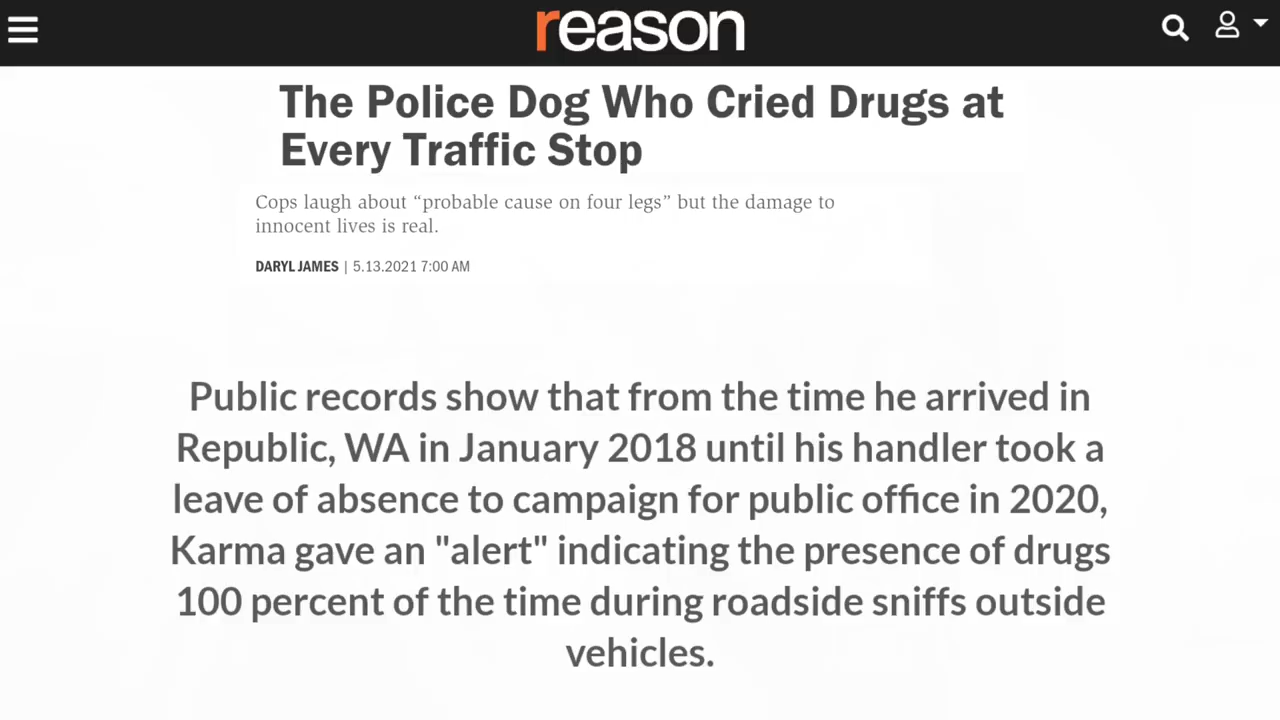 reason
The Police Dog Who Cried Drugs at
Every Traffic Stop
Cops laugh about “probable cause on four legs” but the damage to
innocent lives is real.
DARYL JAMES | 5.13.2021 7:00 AM
Public records show that from the time he arrived in
Republic, WA in January 2018 until his handler took a
leave of absence to campaign for public office in 2020,
Karma gave an "alert" indicating the presence of drugs
100 percent of the time during roadside sniffs outside
vehicles.